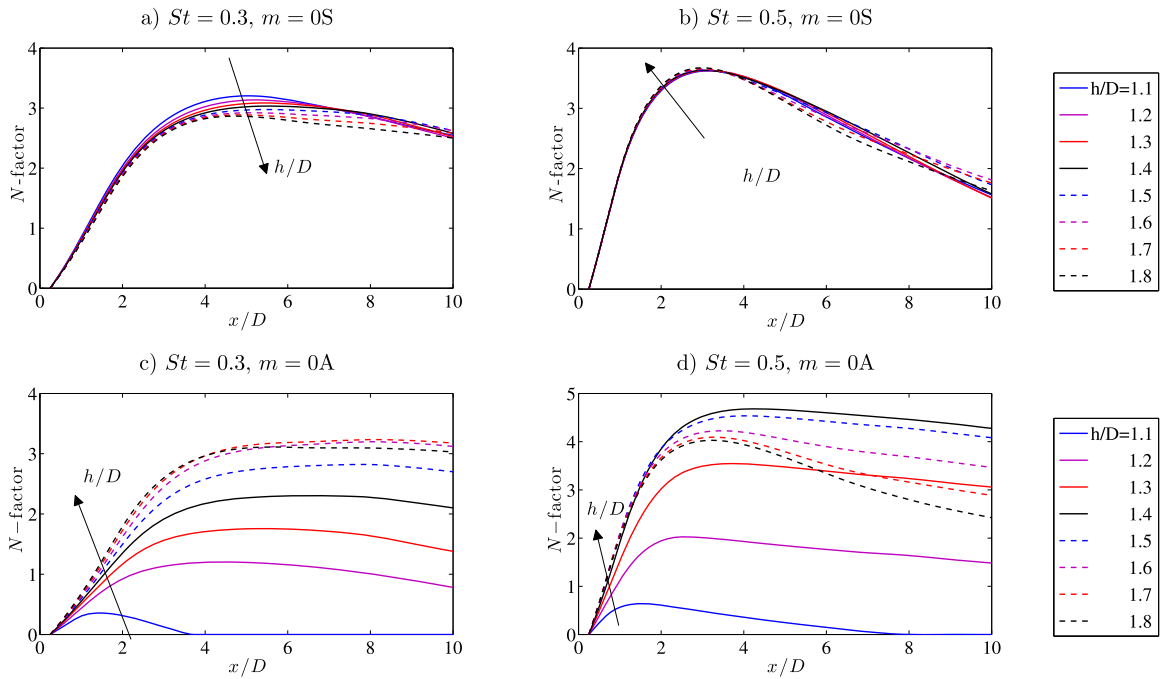 a) St = 0.3, m = 0S
4
3
2
1
0
N-factor
h/D
0 2 4 6 8 10
x/D
b) St = 0.5, m = 0S
4
3
2
1
0
N-factor
h/D
0 2 4 6 8 10
x/D
h/D=1.1
1.2
1.3
1.4
1.5
1.6
1.7
1.8
c) St = 0.3, m = 0A
4
3
2
1
0
N−factor
h/D
0 2 4 6 8 10
x/D
d) St = 0.5, m = 0A
5
4
3
2
1
0
N−factor
h/D
0 2 4 6 8 10
x/D
h/D=1.1
1.2
1.3
1.4
1.5
1.6
1.7
1.8